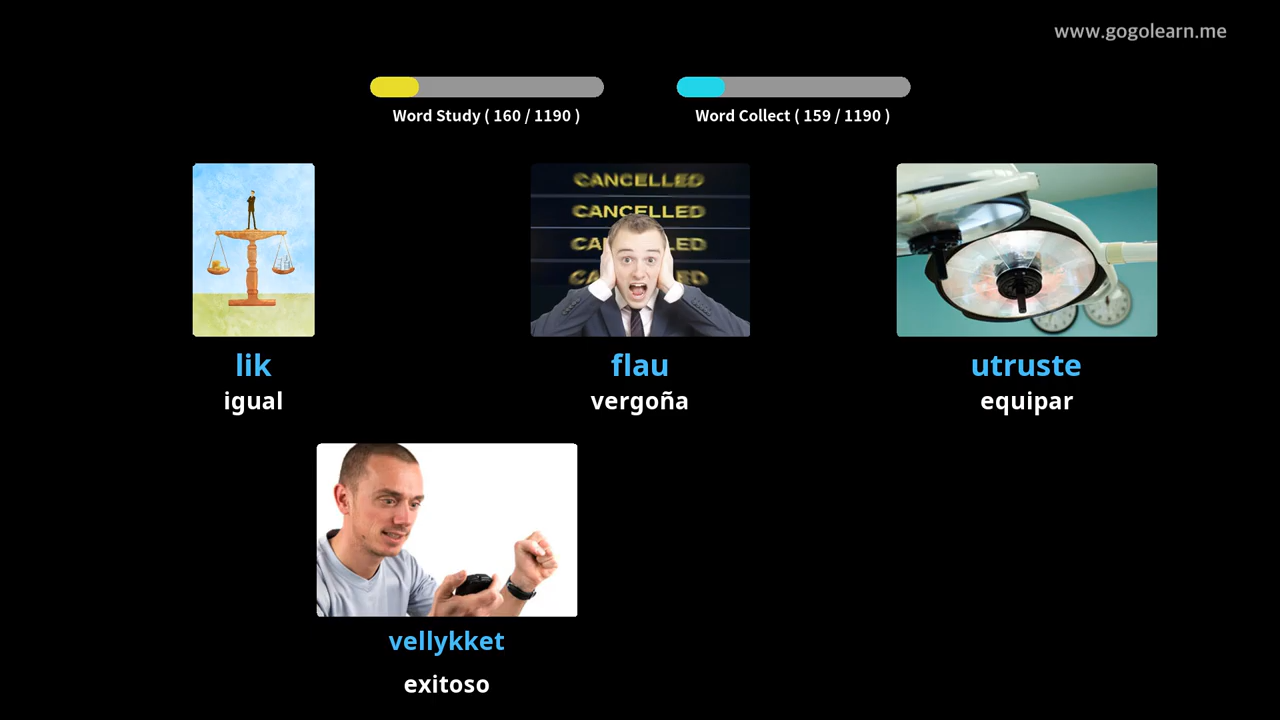 www.gogolearn.me
Word Study ( 160 / 1190 )
Word Collect ( 159 / 1190 )
CANCELLED
CANCELLED
lik
flau
utruste
igual
vergoña
equipar
vellykket
exitoso